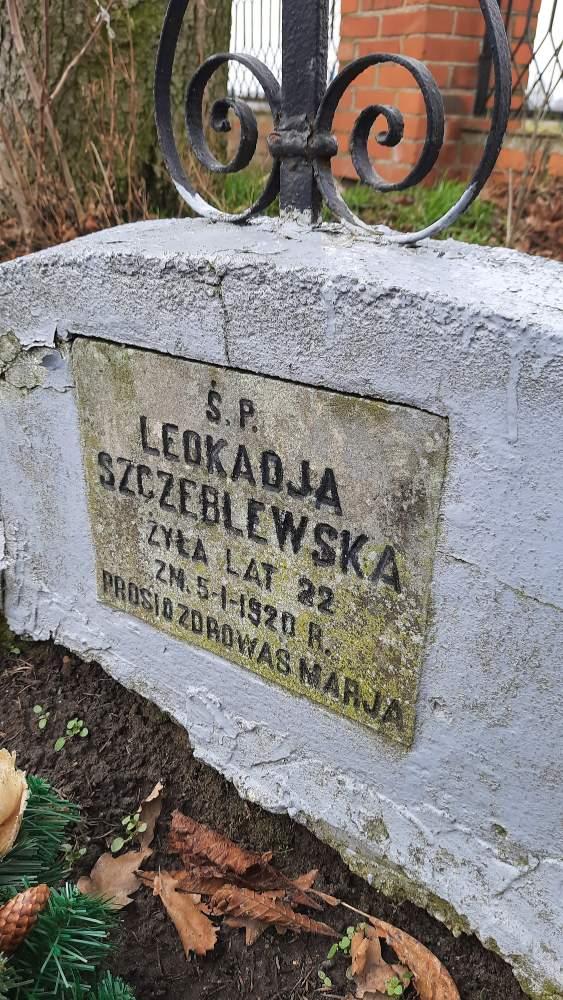 Ś.P.
LEOKADJA
SZCZEBLEWSKA
ŻYŁA LAT 22
ZM. 5-1-1920 R.
PROSI O ZDROWAŚ MARJA